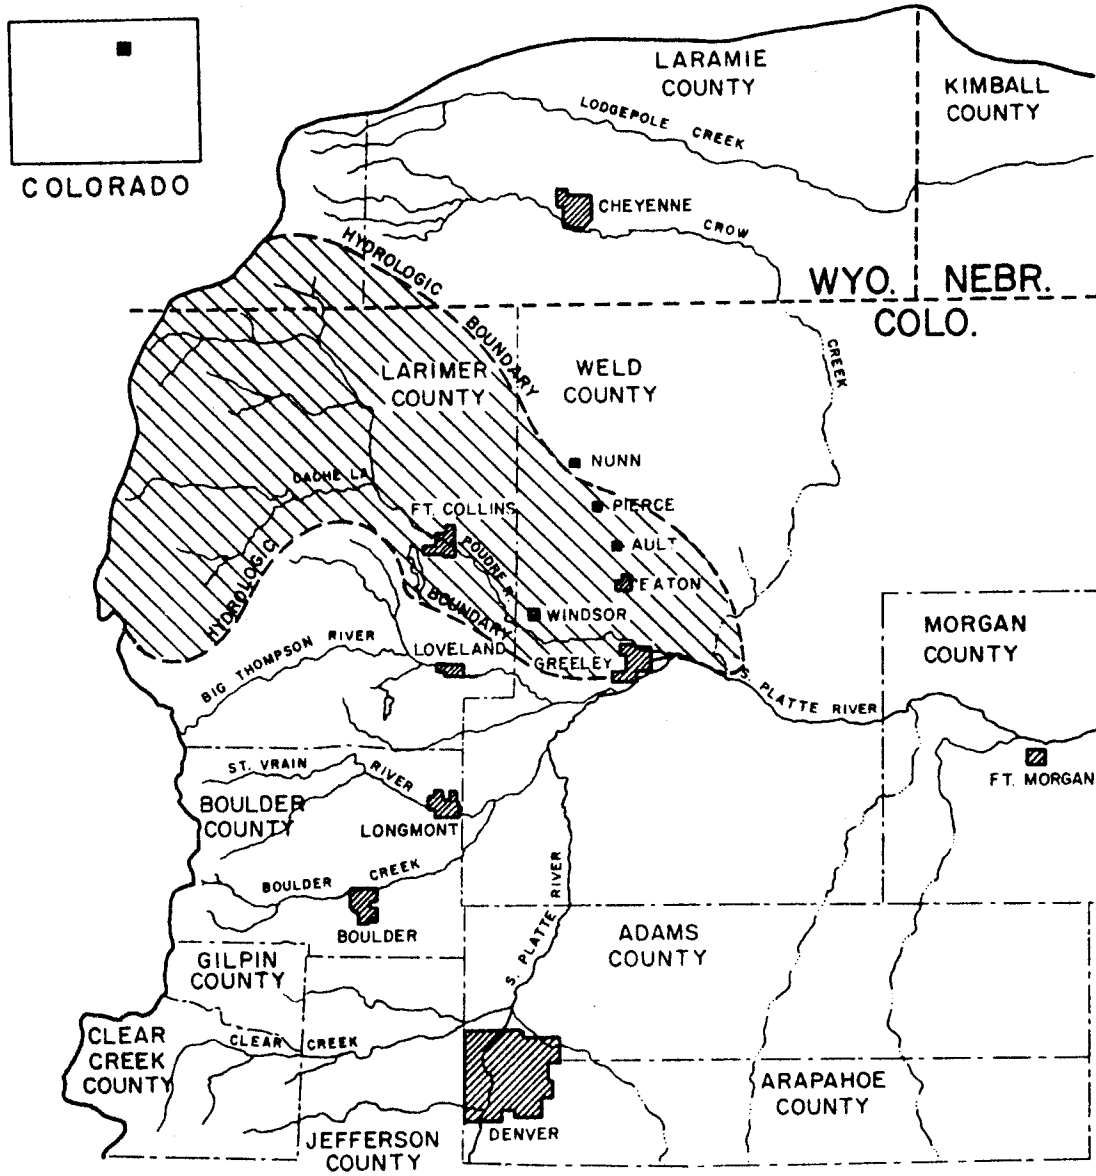 COLORADO
LARAMIE
COUNTY
KIMBALL
COUNTY
LODGEPOLE CREEK
CHEYENNE
CROW
HYDROLOGIC
BOUNDARY
WYO.
NEBR.
COLO.
CREEK
LARIMER
COUNTY
WELD
COUNTY
NUNN
CACHE LA
PIERCE
FT. COLLINS
POUDRE R.
AULT
EATON
HYDROLOGIC
BOUNDARY
WINDSOR
MORGAN
COUNTY
BIG THOMPSON RIVER
LOVELAND
GREELEY
S. PLATTE RIVER
ST. VRAIN
RIVER
FT. MORGAN
BOULDER
COUNTY
LONGMONT
BOULDER
CREEK
S. PLATTE RIVER
BOULDER
ADAMS
COUNTY
GILPIN
COUNTY
CLEAR
CREEK
COUNTY
CLEAR CREEK
ARAPAHOE
COUNTY
DENVER
JEFFERSON
COUNTY